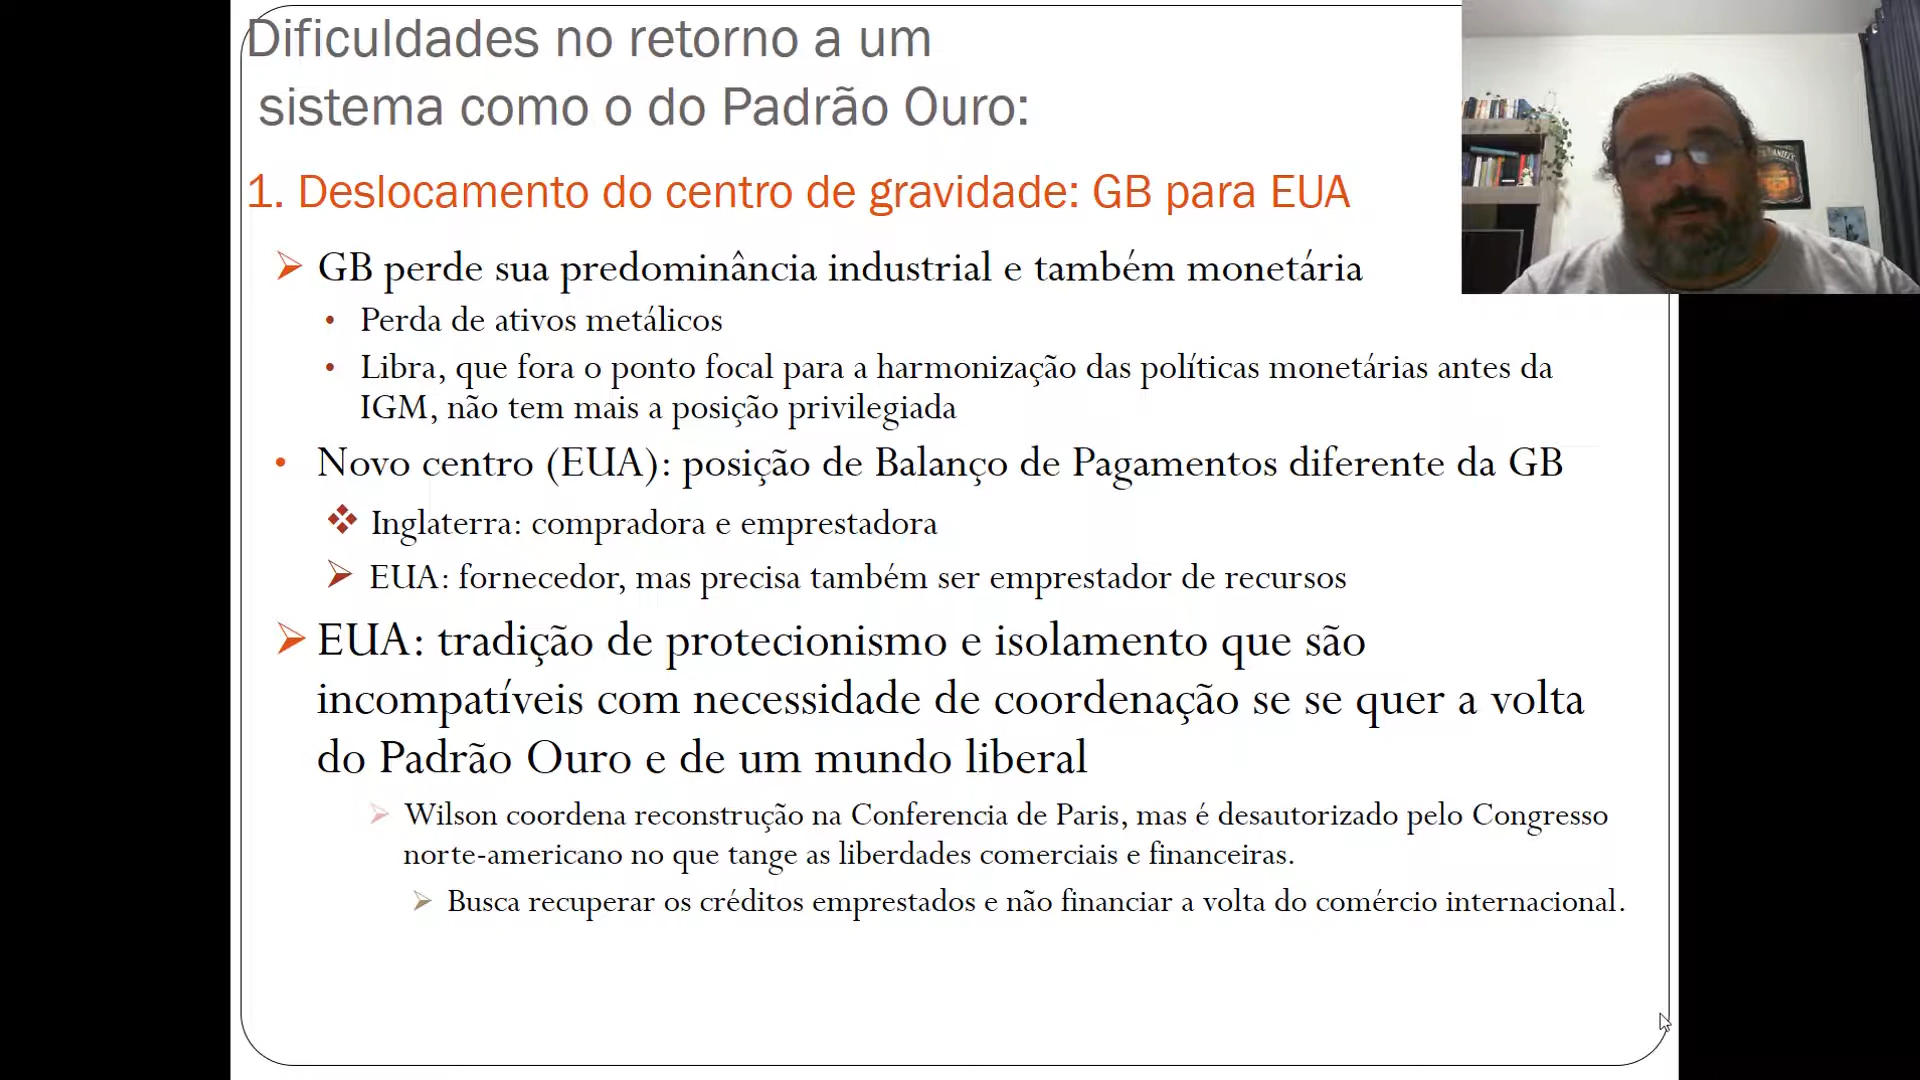 Dificuldades no retorno a um
sistema como o do Padrão Ouro:
1. Deslocamento do centro de gravidade: GB para EUA
GB perde sua predominância industrial e também monetária
Perda de ativos metálicos
Libra, que fora o ponto focal para a harmonização das políticas monetárias antes da
IGM, não tem mais a posição privilegiada
Novo centro (EUA): posição de Balanço de Pagamentos diferente da GB
Inglaterra: compradora e emprestadora
EUA: fornecedor, mas precisa também ser emprestador de recursos
EUA: tradição de protecionismo e isolamento que são
incompatíveis com necessidade de coordenação se se quer a volta
do Padrão Ouro e de um mundo liberal
Wilson coordena reconstrução na Conferencia de Paris, mas é desautorizado pelo Congresso
norte-americano no que tange as liberdades comerciais e financeiras.
Busca recuperar os créditos emprestados e não financiar a volta do comércio internacional.